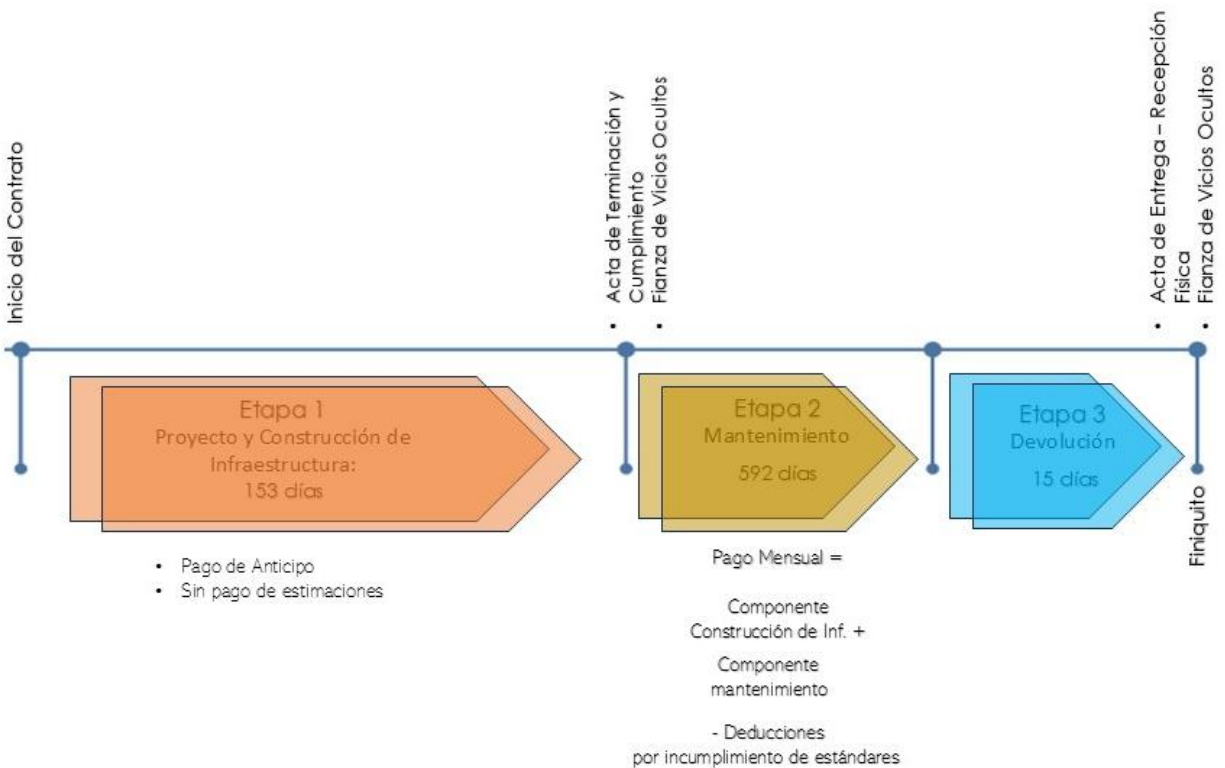 Inicio del Contrato
• Acta de Terminación y
Cumplimiento
• Fianza de Vicios Ocultos
• Acta de Entrega – Recepción
Física
• Fianza de Vicios Ocultos
Etapa 1
Proyecto y Construcción de
Infraestructura:
153 días
Etapa 2
Mantenimiento
592 días
Etapa 3
Devolución
15 días
Finiquito
• Pago de Anticipo
• Sin pago de estimaciones
Pago Mensual =
Componente
Construcción de Inf. +
Componente
mantenimiento
- Deducciones
por incumplimiento de estándares